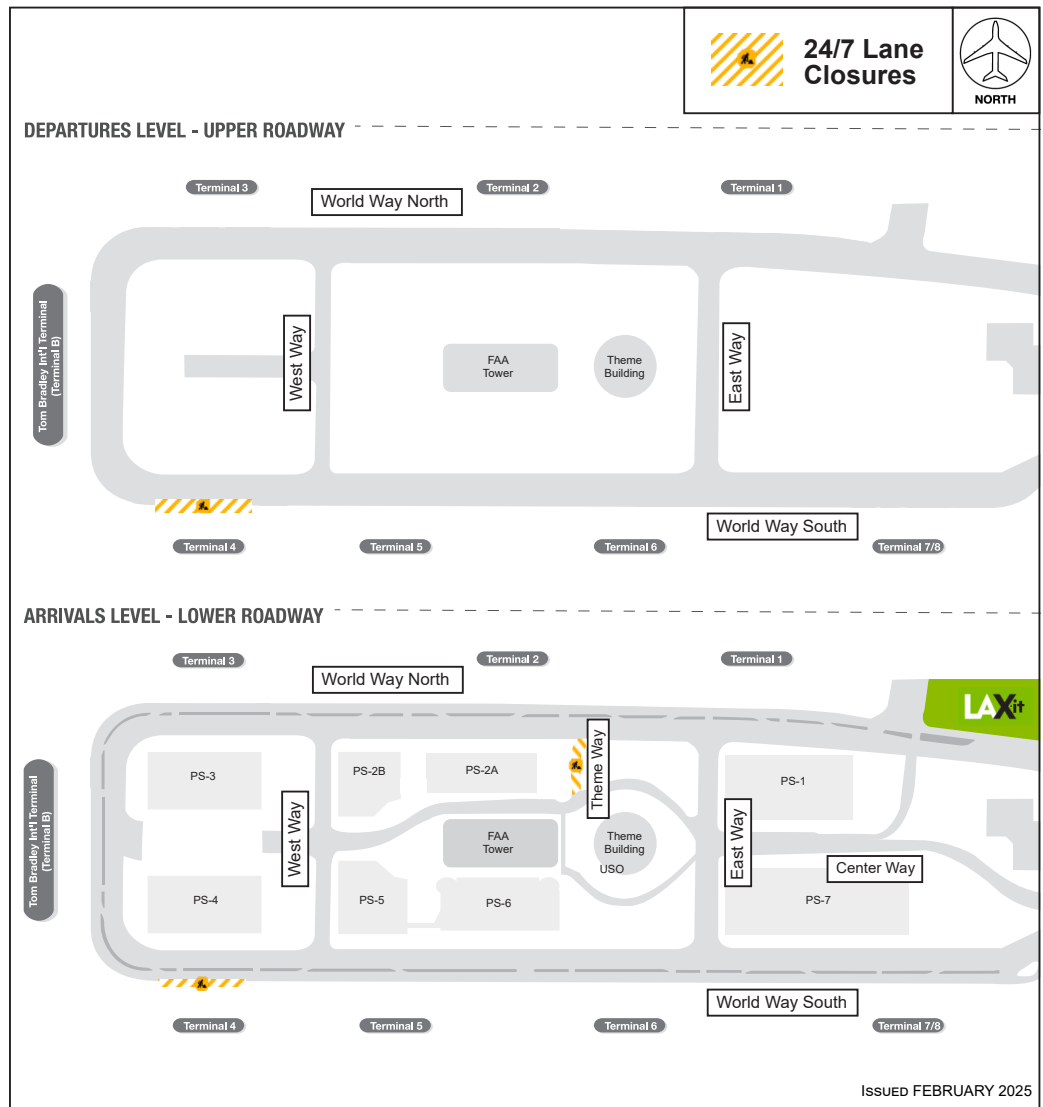 24/7 Lane
Closures
NORTH
DEPARTURES LEVEL - UPPER ROADWAY
Terminal 3
Terminal 2
Terminal 1
World Way North
Tom Bradley Int'l Terminal
(Terminal B)
West Way
FAA
Tower
Theme
Building
East Way
World Way South
Terminal 4
Terminal 5
Terminal 6
Terminal 7/8
ARRIVALS LEVEL - LOWER ROADWAY
Terminal 3
Terminal 2
Terminal 1
World Way North
LAXit
Theme Way
PS-3
PS-2B
PS-2A
PS-1
Tom Bradley Int'l Terminal
(Terminal B)
West Way
FAA
Tower
Theme
Building
USO
East Way
Center Way
PS-4
PS-5
PS-6
PS-7
World Way South
Terminal 4
Terminal 5
Terminal 6
Terminal 7/8
ISSUED FEBRUARY 2025